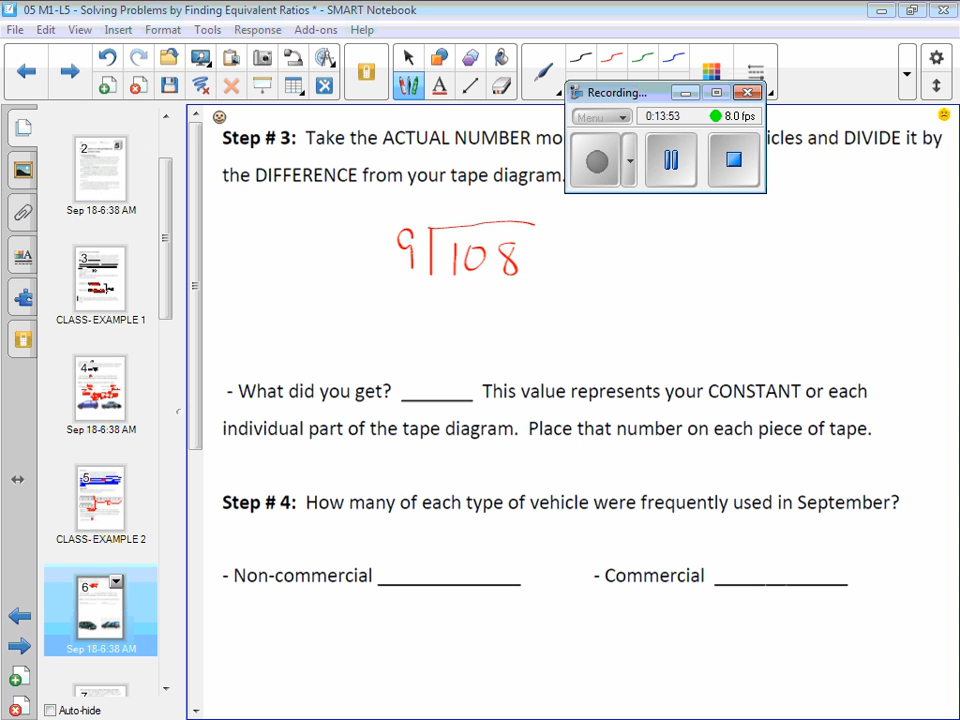 05 M1-L5 - Solving Problems by Finding Equivalent Ratios * - SMART Notebook
File Edit View Insert Format Tools Response Add-ons Help
Recording...
Menu 0:13:53 8.0 fps
Step # 3: Take the ACTUAL NUMBER mo icles and DIVIDE it by
the DIFFERENCE from your tape diagram.
9 108
- What did you get? _______ This value represents your CONSTANT or each
individual part of the tape diagram. Place that number on each piece of tape.
Step # 4: How many of each type of vehicle were frequently used in September?
- Non-commercial ______________ - Commercial _____________
2
Sep 18-6:38 AM
3
CLASS- EXAMPLE 1
4
Sep 18-6:38 AM
5
CLASS- EXAMPLE 2
6
Sep 18-6:38 AM
Auto-hide